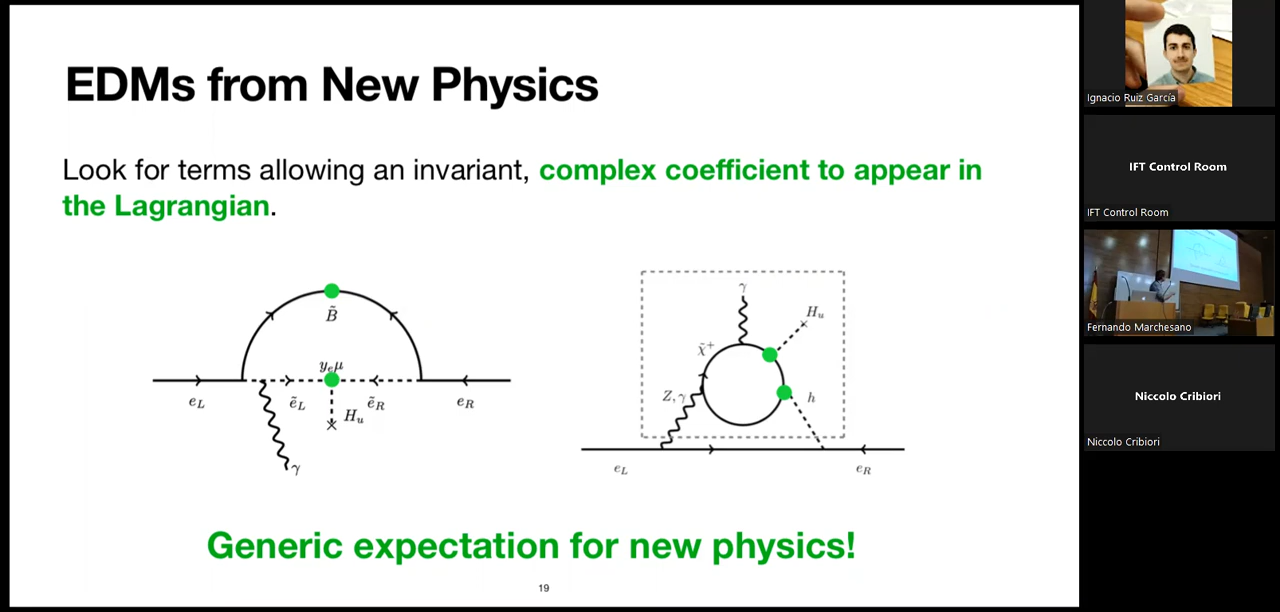 EDMs from New Physics
Look for terms allowing an invariant, complex coefficient to appear in
the Lagrangian.
B̃
y_e μ
ẽ_L
ẽ_R
e_L
e_R
H_u
γ
γ
H_u
χ̃⁺
Z, γ
h
e_L
e_R
Generic expectation for new physics!
19
Ignacio Ruiz García
IFT Control Room
IFT Control Room
Fernando Marchesano
Niccolo Cribiori
Niccolo Cribiori